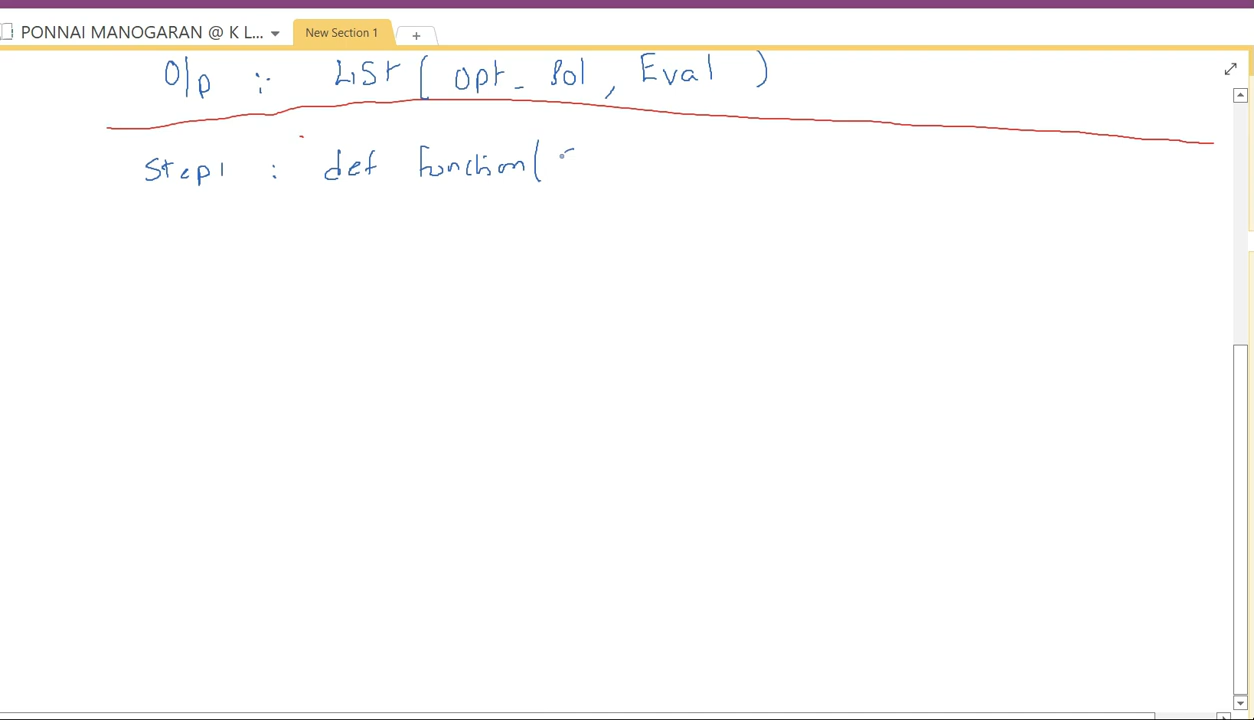 PONNAI MANOGARAN @ K L...
New Section 1
+
O/p : List ( Opt_Sol, Eval )
Step1 : def function(